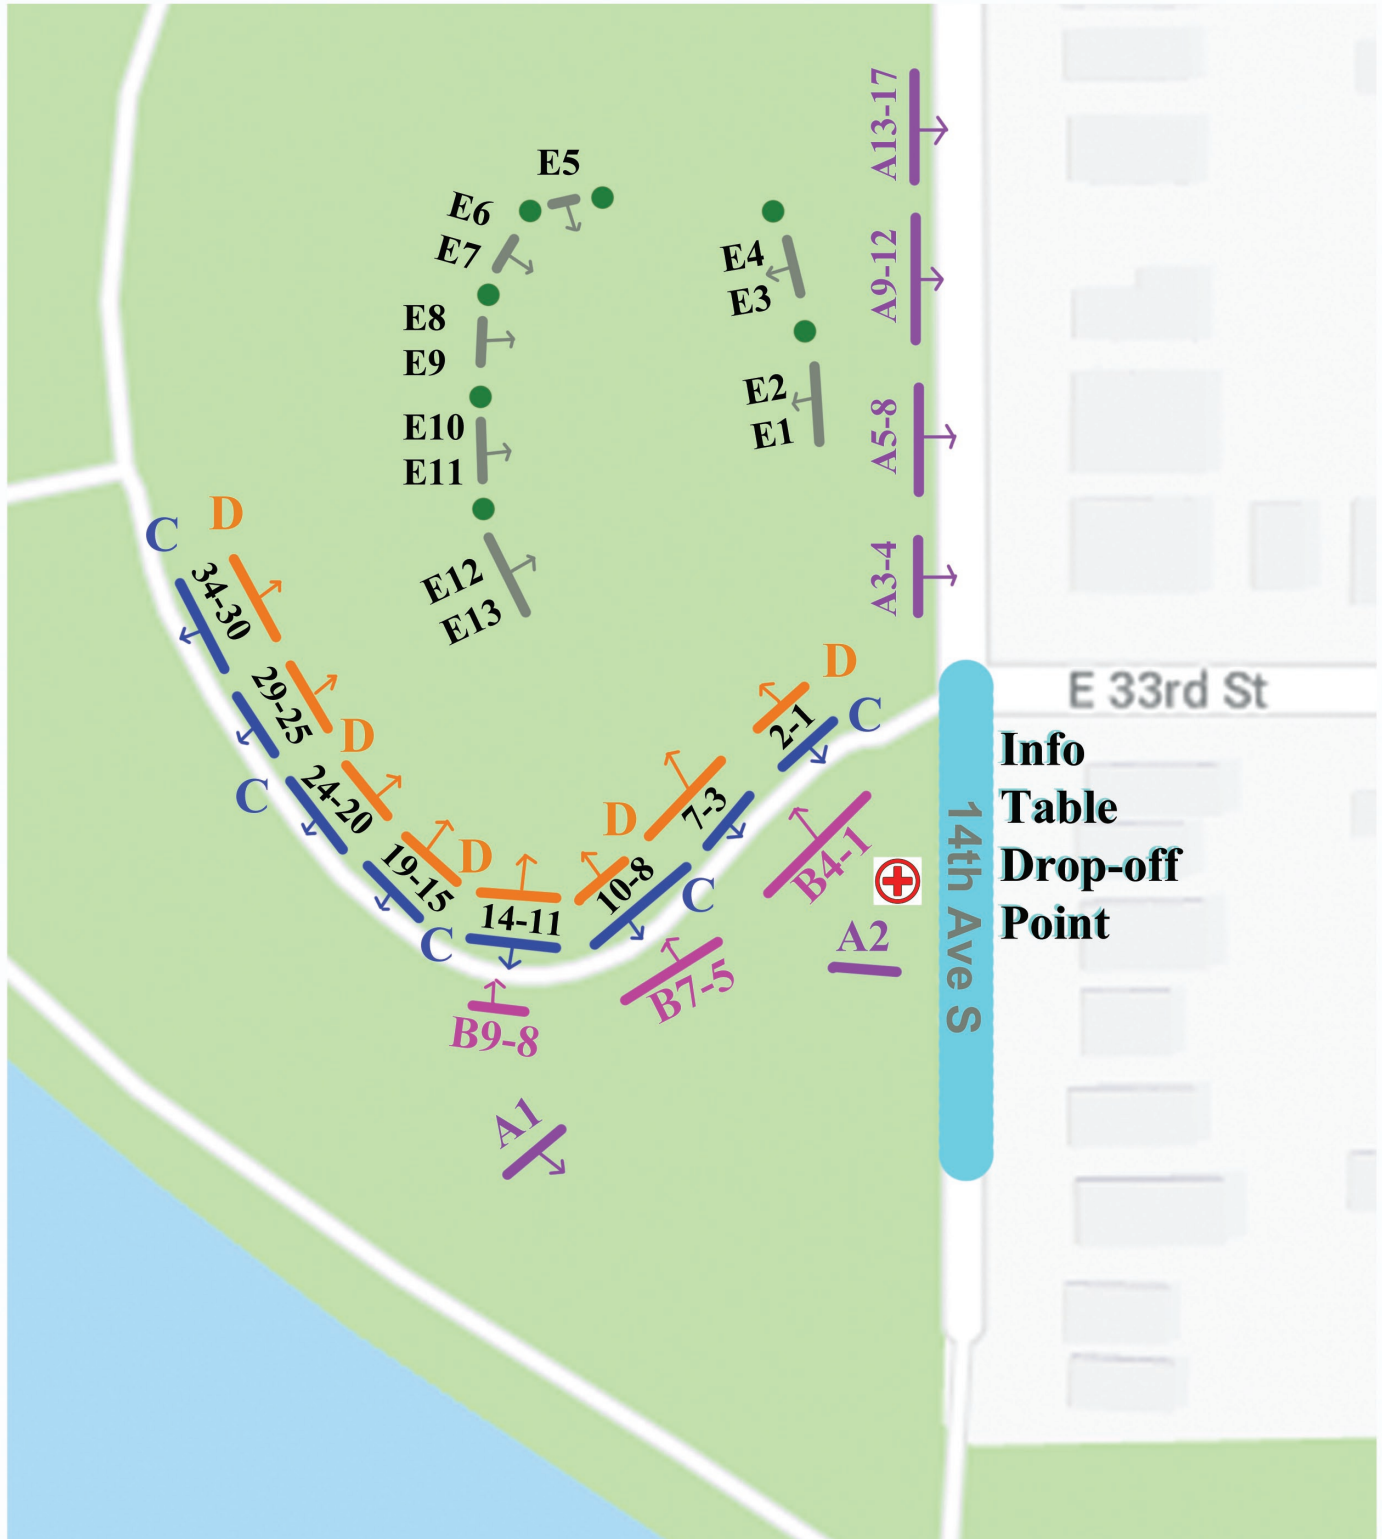 A13-17
E5
E6
E7
A9-12
E4
E3
E8
E9
E2
E1
A5-8
E10
E11
D
C
A3-4
E12
E13
34-30
D
E 33rd St
29-25
C
2-1
D
Info
Table
Drop-off
Point
C
24-20
7-3
D
14th Ave S
B4-1
D
19-15
10-8
C
14-11
C
A2
B7-5
B9-8
A1